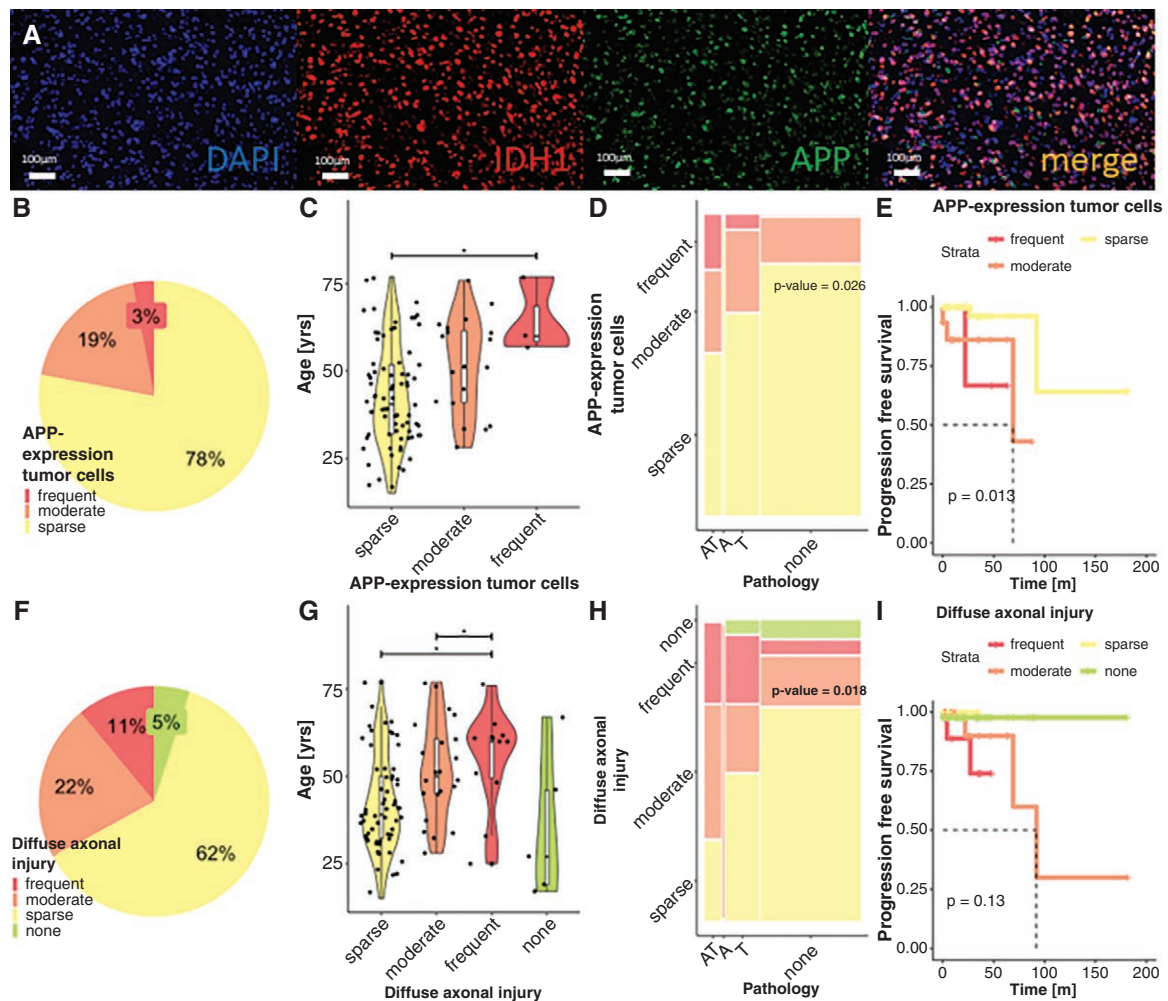 A
100µm
DAPI
100µm
IDH1
100µm
APP
100µm
merge
B
3%
19%
78%
APP-
expression
tumor cells
frequent
moderate
sparse
C
Age [yrs]
75
50
25
*
sparse
moderate
frequent
APP-expression tumor cells
D
APP-expression
tumor cells
frequent
moderate
sparse
p-value = 0.026
AT
A
T
none
Pathology
E
APP-expression tumor cells
Strata
frequent
sparse
moderate
Progression free survival
1.00
0.75
0.50
0.25
0.00
p = 0.013
0
50
100
150
200
Time [m]
F
11%
5%
22%
62%
Diffuse axonal
injury
frequent
moderate
sparse
none
G
Age [yrs]
75
50
25
*
*
sparse
moderate
frequent
none
Diffuse axonal injury
H
Diffuse axonal
injury
none
frequent
moderate
sparse
p-value = 0.018
AT
A
T
none
Pathology
I
Diffuse axonal injury
Strata
frequent
sparse
moderate
none
Progression free survival
1.00
0.75
0.50
0.25
0.00
p = 0.13
0
50
100
150
200
Time [m]